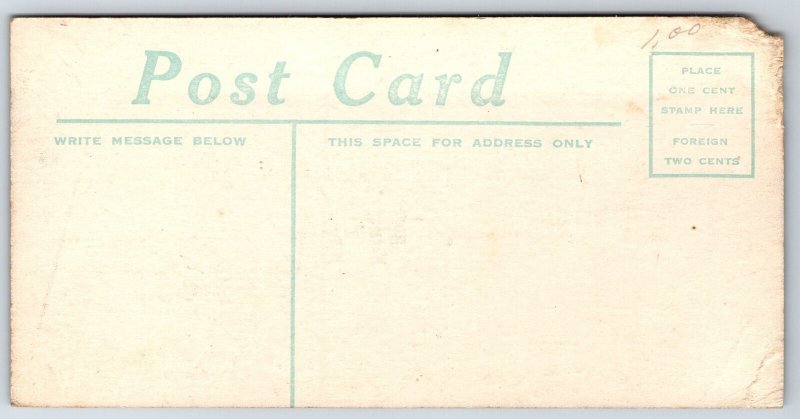 1,00
Post Card
PLACE
ONE CENT
STAMP HERE
FOREIGN
TWO CENTS
WRITE MESSAGE BELOW
THIS SPACE FOR ADDRESS ONLY